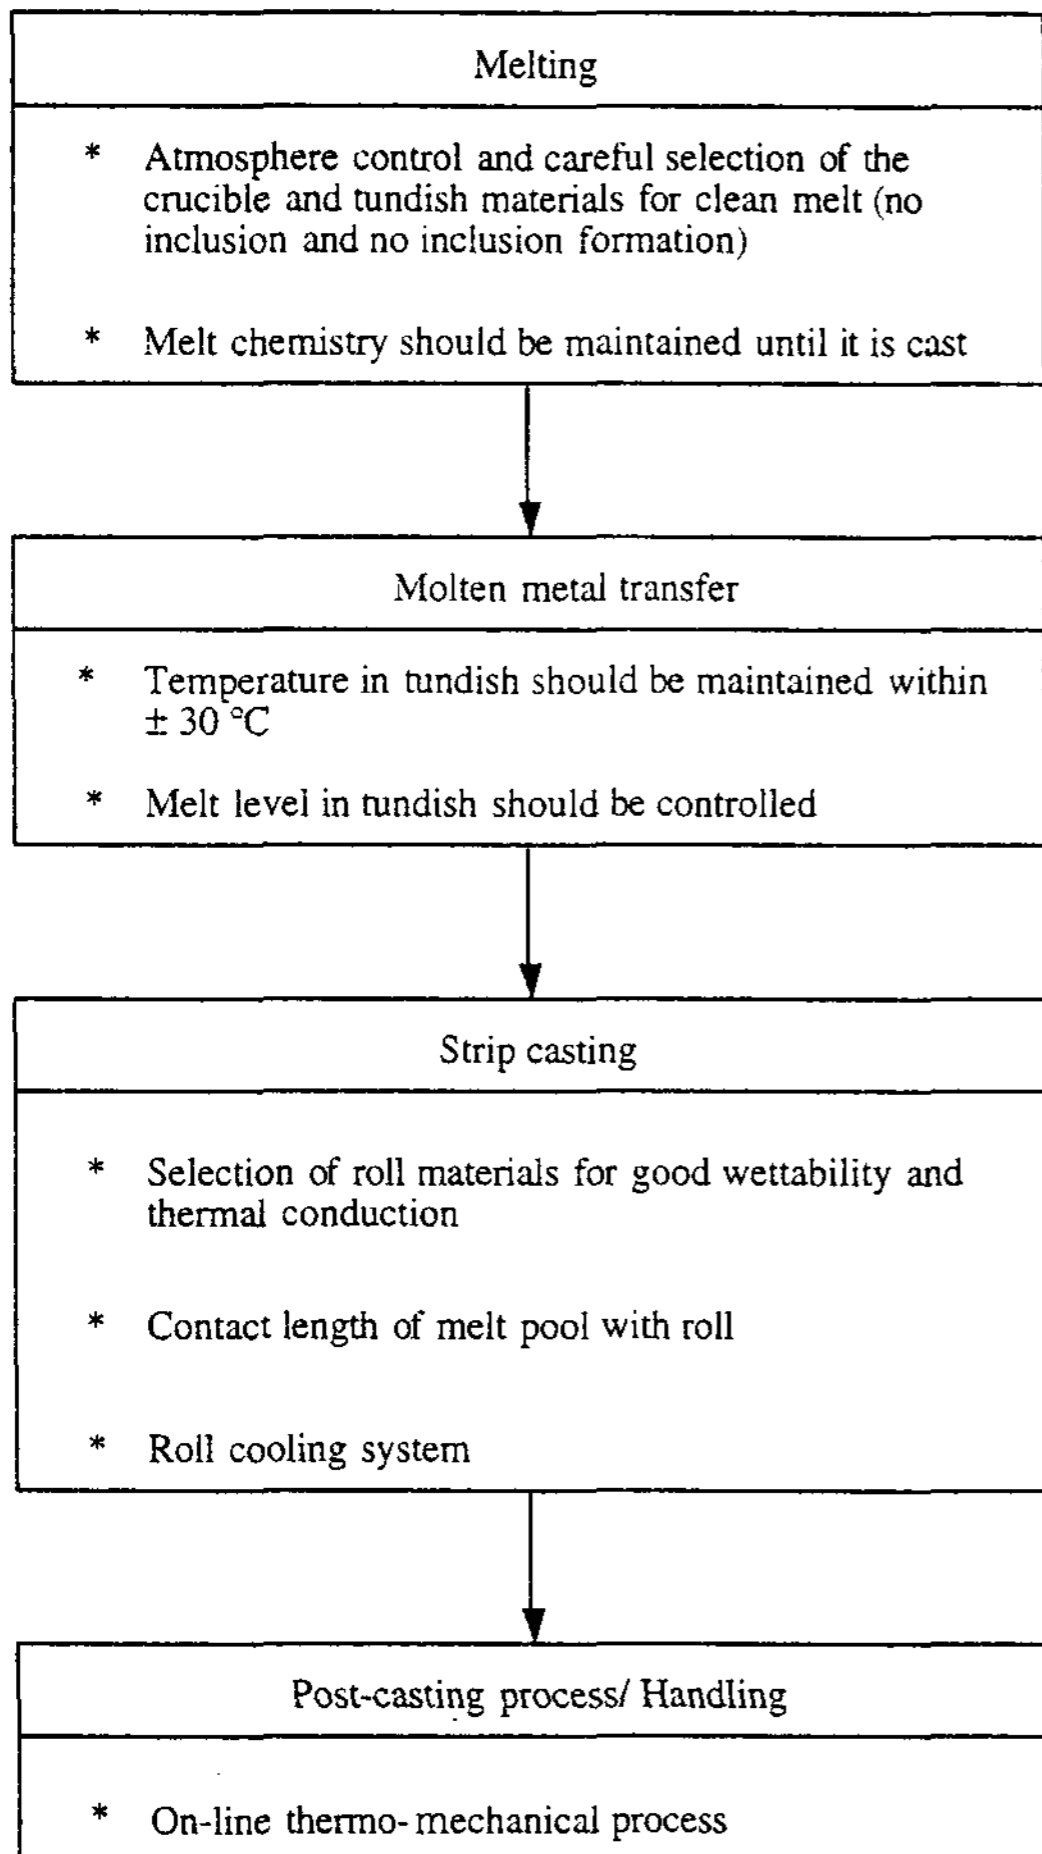 Melting
* Atmosphere control and careful selection of the
crucible and tundish materials for clean melt (no
inclusion and no inclusion formation)
* Melt chemistry should be maintained until it is cast
Molten metal transfer
* Temperature in tundish should be maintained within
± 30 °C
* Melt level in tundish should be controlled
Strip casting
* Selection of roll materials for good wettability and
thermal conduction
* Contact length of melt pool with roll
* Roll cooling system
Post-casting process/ Handling
* On-line thermo-mechanical process